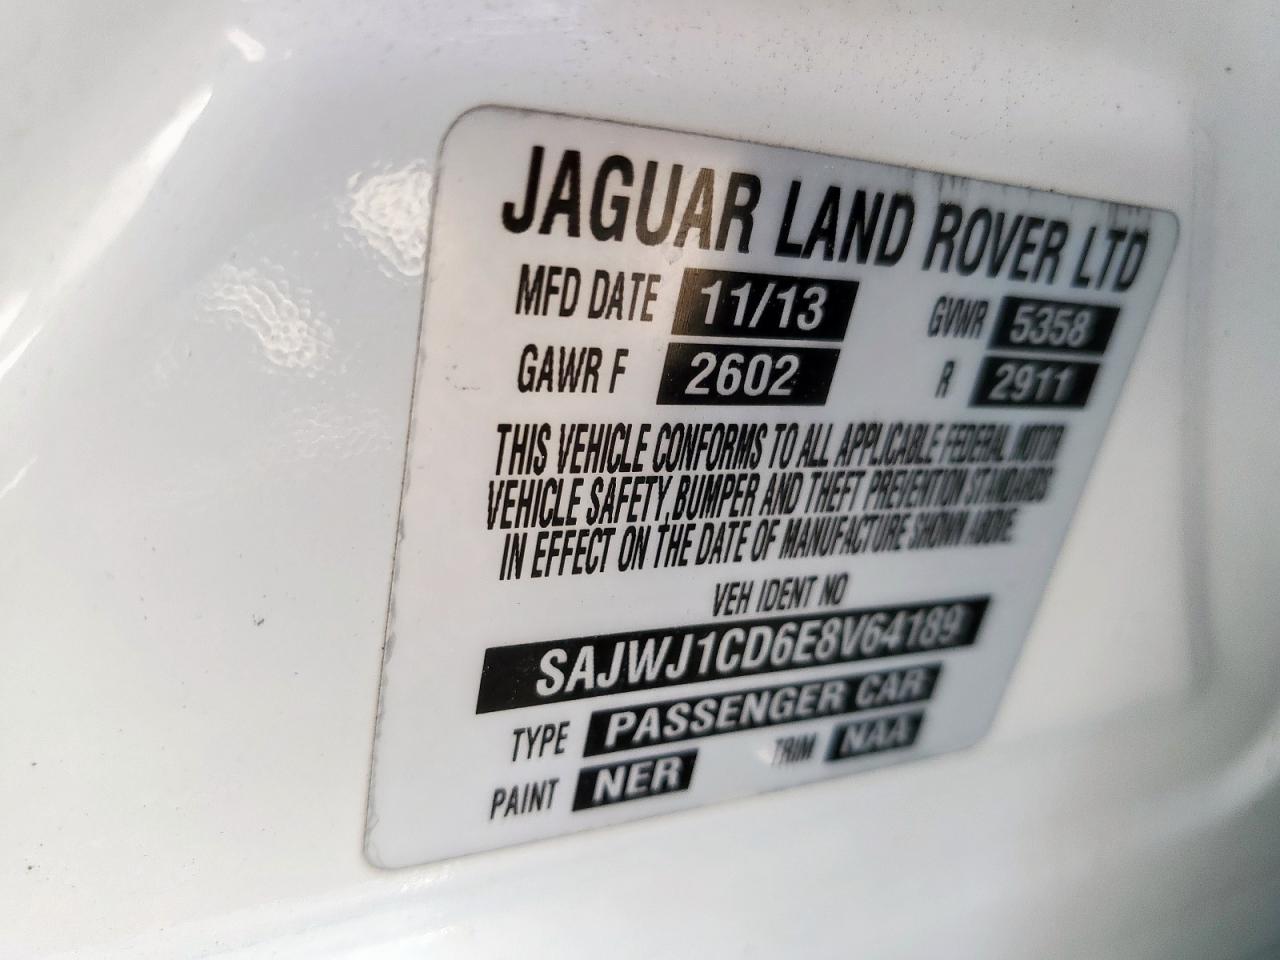 JAGUAR LAND ROVER LTD
MFD DATE 11/13 GVWR 5358
GAWR F 2602 R 2911
THIS VEHICLE CONFORMS TO ALL APPLICABLE FEDERAL MOTOR
VEHICLE SAFETY, BUMPER AND THEFT PREVENTION STANDARDS
IN EFFECT ON THE DATE OF MANUFACTURE SHOWN ABOVE.
VEH IDENT NO
SAJWJ1CD6E8V64189
TYPE PASSENGER CAR
PAINT NER TRIM NAA